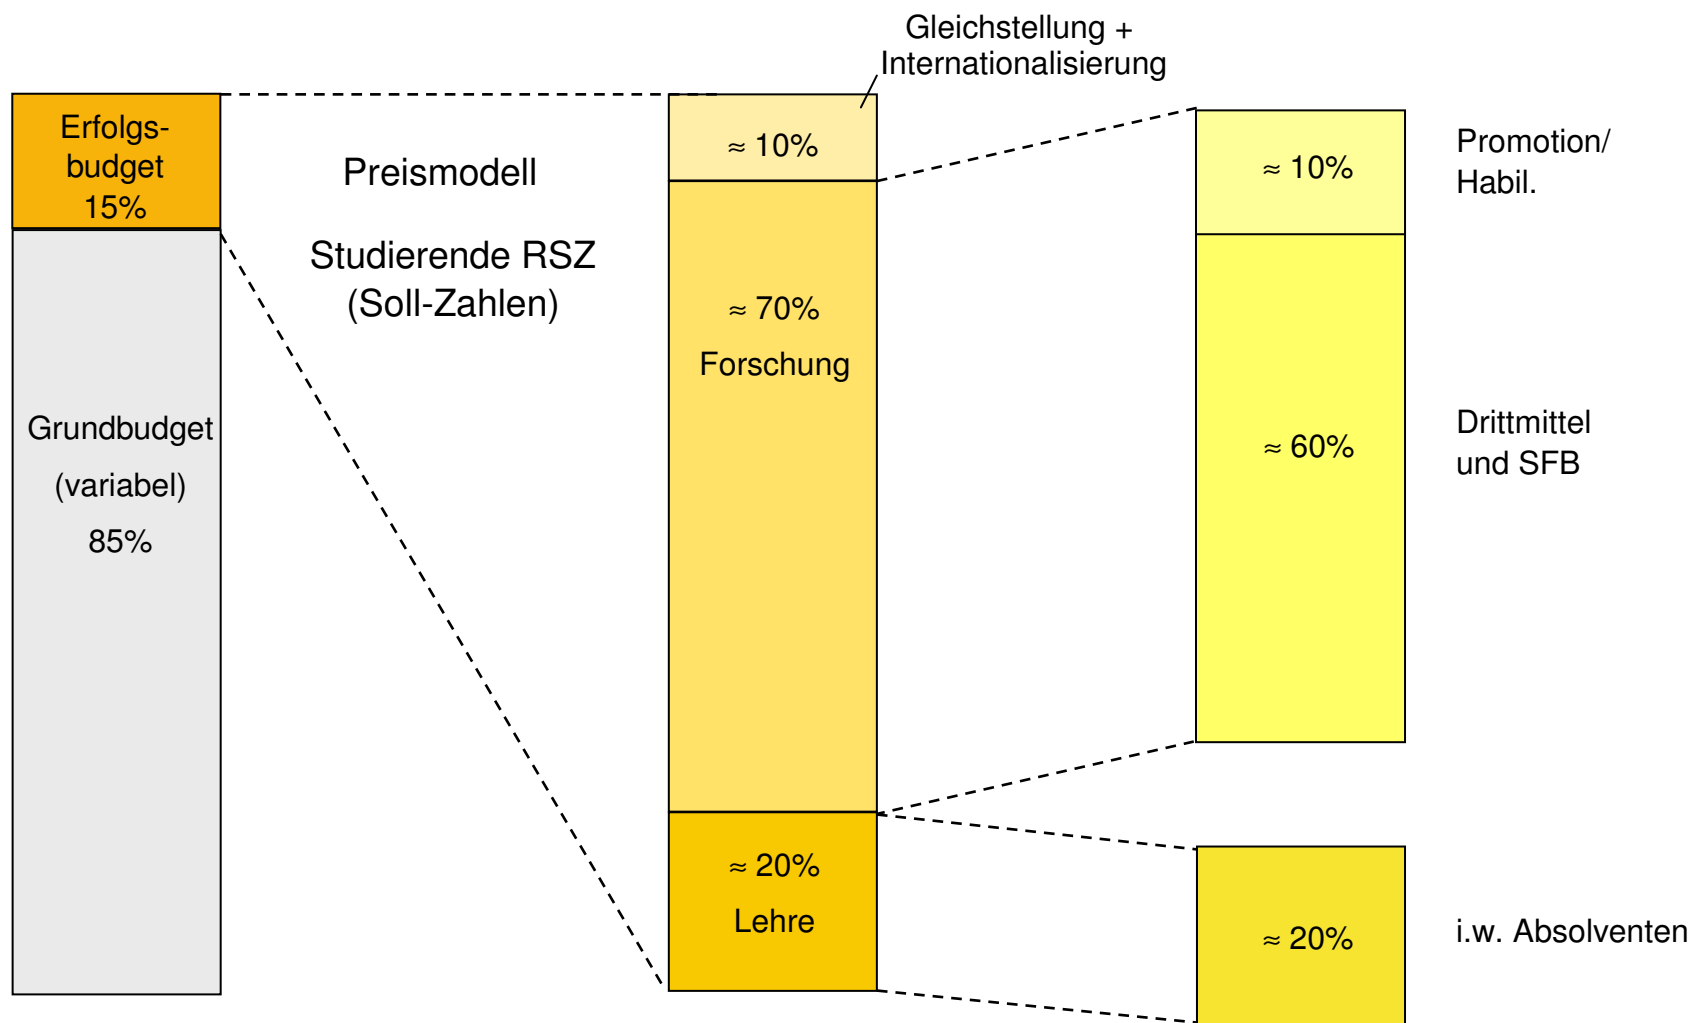 Gleichstellung +
Internationalisierung
Erfolgs-
budget
15%
Grundbudget
(variabel)
85%
Preismodell
Studierende RSZ
(Soll-Zahlen)
≈ 10%
≈ 70%
Forschung
≈ 20%
Lehre
≈ 10%
Promotion/
Habil.
≈ 60%
Drittmittel
und SFB
≈ 20%
i.w. Absolventen